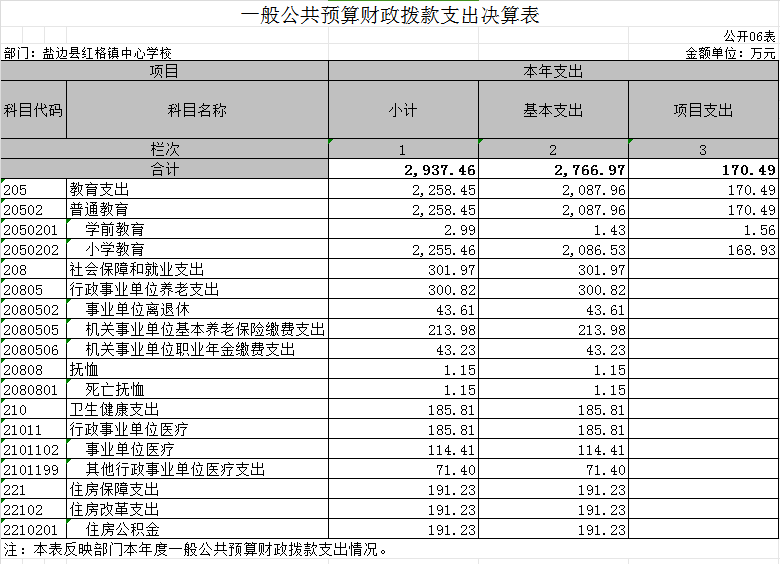 一般公共预算财政拨款支出决算表
公开06表
部门：盐边县红格镇中心学校 金额单位：万元
项目 本年支出
科目代码 科目名称 小计 基本支出 项目支出
栏次 1 2 3
合计 2,937.46 2,766.97 170.49
205 教育支出 2,258.45 2,087.96 170.49
20502 普通教育 2,258.45 2,087.96 170.49
2050201 学前教育 2.99 1.43 1.56
2050202 小学教育 2,255.46 2,086.53 168.93
208 社会保障和就业支出 301.97 301.97
20805 行政事业单位养老支出 300.82 300.82
2080502 事业单位离退休 43.61 43.61
2080505 机关事业单位基本养老保险缴费支出 213.98 213.98
2080506 机关事业单位职业年金缴费支出 43.23 43.23
20808 抚恤 1.15 1.15
2080801 死亡抚恤 1.15 1.15
210 卫生健康支出 185.81 185.81
21011 行政事业单位医疗 185.81 185.81
2101102 事业单位医疗 114.41 114.41
2101199 其他行政事业单位医疗支出 71.40 71.40
221 住房保障支出 191.23 191.23
22102 住房改革支出 191.23 191.23
2210201 住房公积金 191.23 191.23
注：本表反映部门本年度一般公共预算财政拨款支出情况。